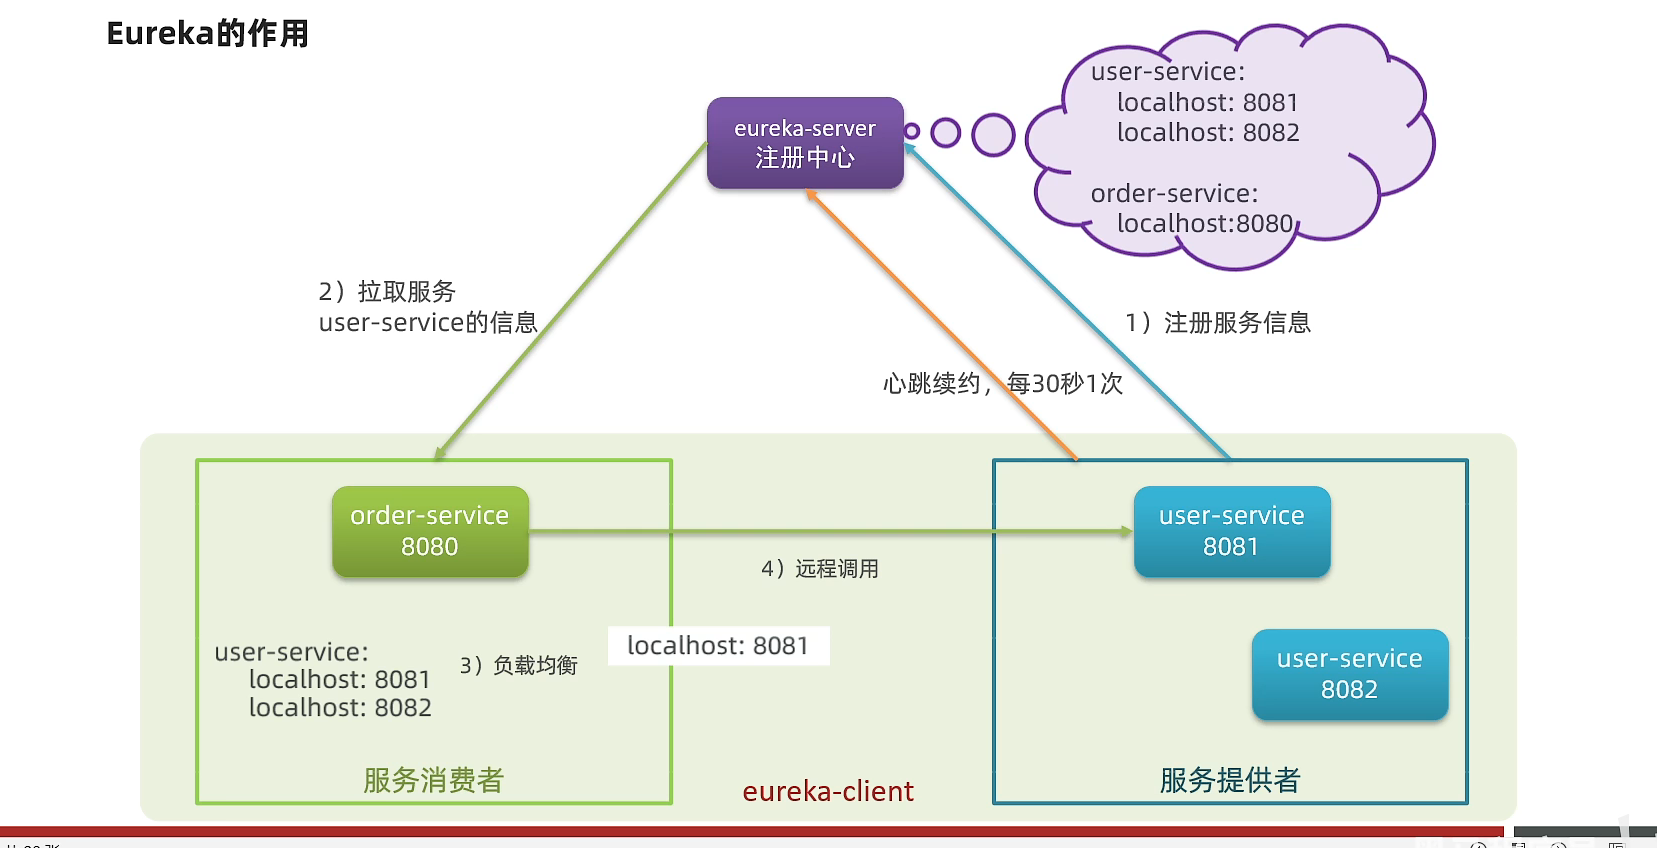 Eureka的作用
eureka-server
注册中心
user-service:
localhost: 8081
localhost: 8082
order-service:
localhost:8080
2）拉取服务
user-service的信息
1）注册服务信息
心跳续约，每30秒1次
order-service
8080
4）远程调用
user-service
8081
user-service:
localhost: 8081
localhost: 8082
3）负载均衡
localhost: 8081
user-service
8082
服务消费者
eureka-client
服务提供者